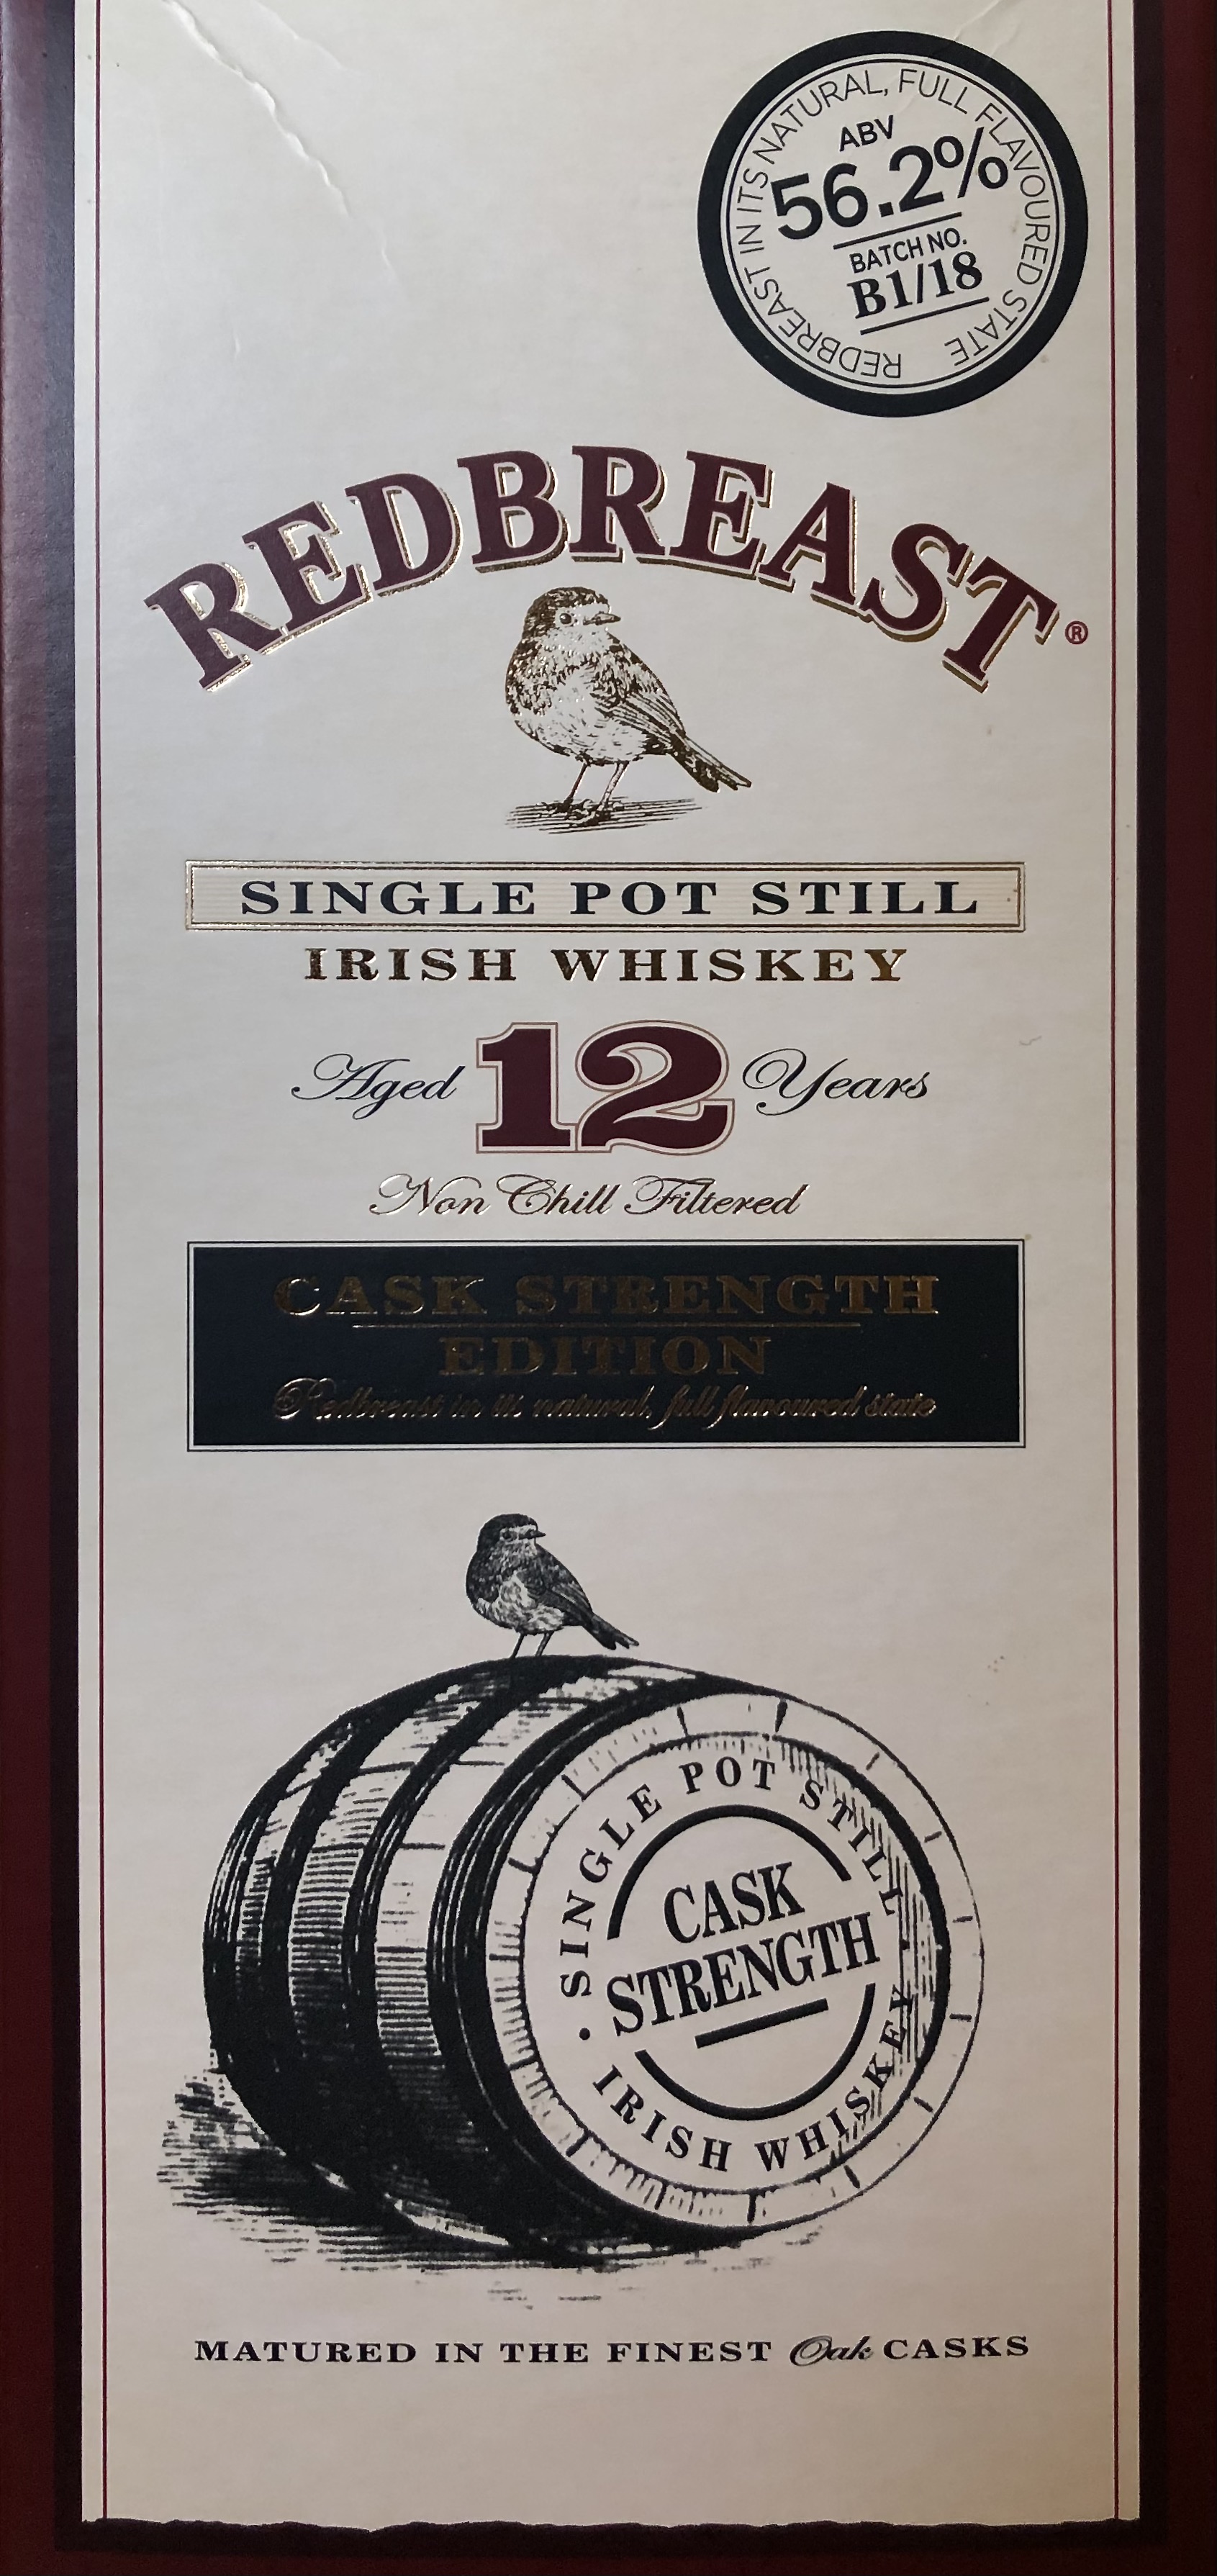 REDBREAST IN ITS NATURAL, FULL FLAVOURED STATE
ABV
56.2%
BATCH NO.
B1/18
REDBREAST®
SINGLE POT STILL
IRISH WHISKEY
Aged 12 Years
Non Chill Filtered
CASK STRENGTH
EDITION
Redbreast in its natural, full flavoured state
SINGLE POT STILL
CASK
STRENGTH
· IRISH WHISKEY ·
MATURED IN THE FINEST Oak CASKS